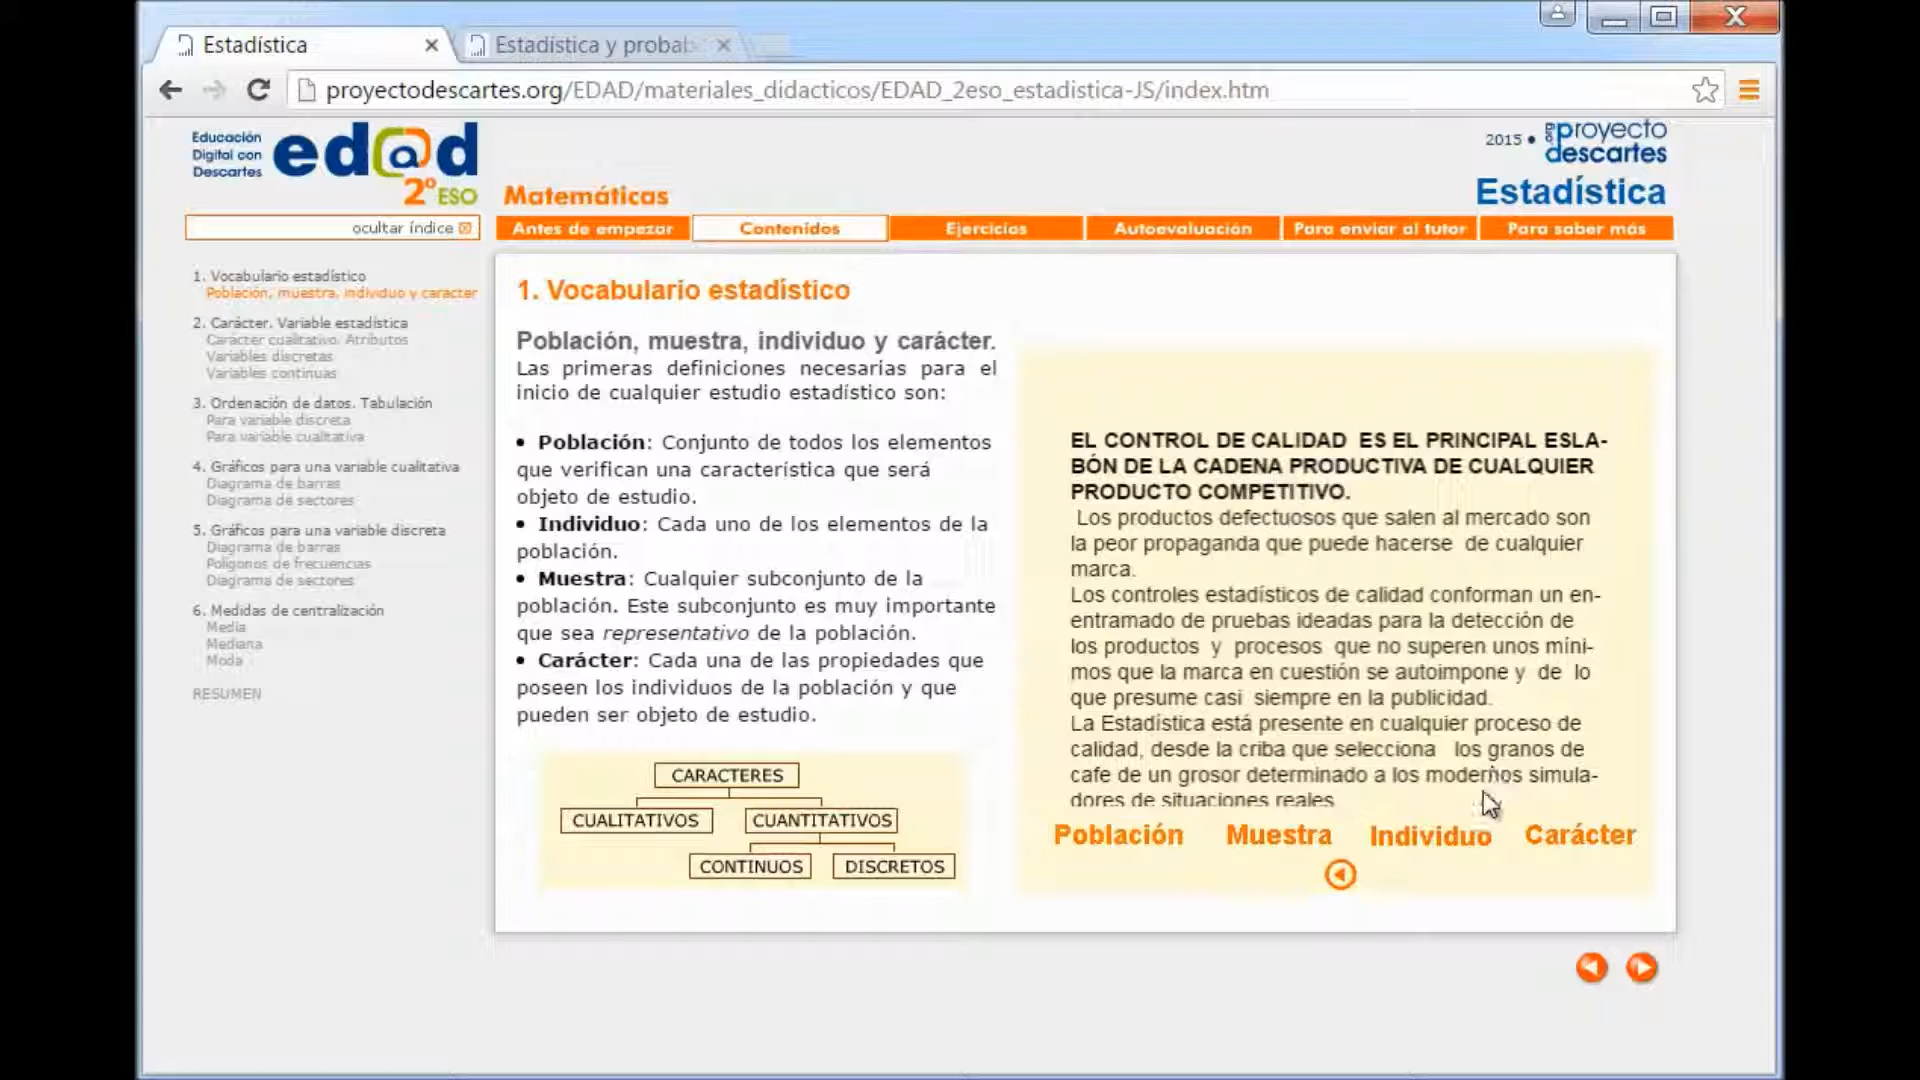 Estadística
Estadística y probab
proyectodescartes.org/EDAD/materiales_didacticos/EDAD_2eso_estadistica-JS/index.htm
Educación
Digital con
Descartes
ed@d
2º ESO
Matemáticas
2015 •
proyecto
descartes
.org
Estadística
ocultar índice
Antes de empezar
Contenidos
Ejercicios
Autoevaluación
Para enviar al tutor
Para saber más
1. Vocabulario estadístico
Población, muestra, individuo y caracter
2. Carácter. Variable estadística
Carácter cualitativo. Atributos
Variables discretas
Variables continuas
3. Ordenación de datos. Tabulación
Para variable discreta
Para variable cualitativa
4. Gráficos para una variable cualitativa
Diagrama de barras
Diagrama de sectores
5. Gráficos para una variable discreta
Diagrama de barras
Polígonos de frecuencias
Diagrama de sectores
6. Medidas de centralización
Media
Mediana
Moda
RESUMEN
1. Vocabulario estadístico
Población, muestra, individuo y carácter.
Las primeras definiciones necesarias para el
inicio de cualquier estudio estadístico son:
• Población: Conjunto de todos los elementos
que verifican una característica que será
objeto de estudio.
• Individuo: Cada uno de los elementos de la
población.
• Muestra: Cualquier subconjunto de la
población. Este subconjunto es muy importante
que sea representativo de la población.
• Carácter: Cada una de las propiedades que
poseen los individuos de la población y que
pueden ser objeto de estudio.
CARACTERES
CUALITATIVOS
CUANTITATIVOS
CONTINUOS
DISCRETOS
EL CONTROL DE CALIDAD ES EL PRINCIPAL ESLA-
BÓN DE LA CADENA PRODUCTIVA DE CUALQUIER
PRODUCTO COMPETITIVO.
Los productos defectuosos que salen al mercado son
la peor propaganda que puede hacerse de cualquier
marca.
Los controles estadísticos de calidad conforman un en-
entramado de pruebas ideadas para la detección de
los productos y procesos que no superen unos míni-
mos que la marca en cuestión se autoimpone y de lo
que presume casi siempre en la publicidad.
La Estadística está presente en cualquier proceso de
calidad, desde la criba que selecciona los granos de
cafe de un grosor determinado a los modernos simula-
dores de situaciones reales
Población
Muestra
Individuo
Carácter